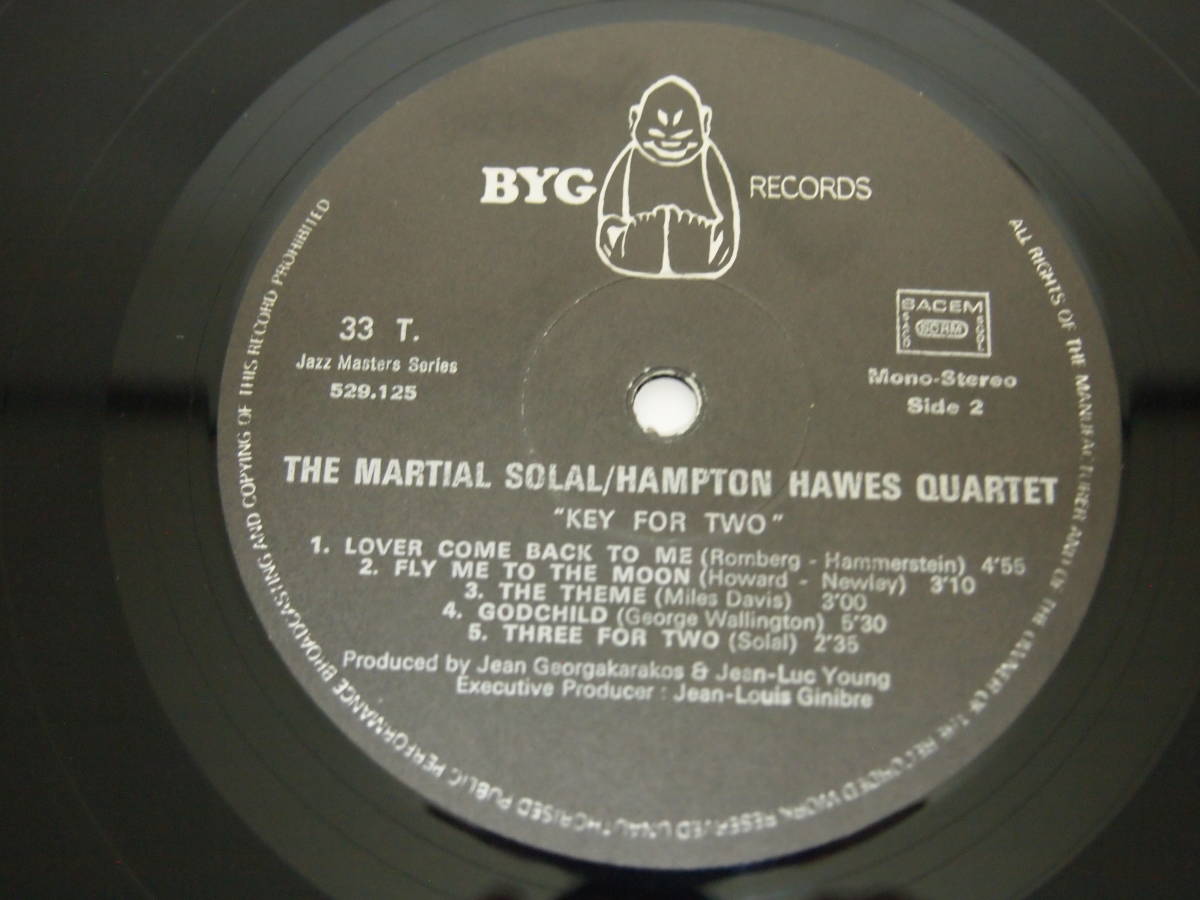 BYG RECORDS
33 T.
Jazz Masters Series
529.125
SACEM
SACD SDRM SCGL
Mono-Stereo
Side 2
THE MARTIAL SOLAL/HAMPTON HAWES QUARTET
"KEY FOR TWO"
1. LOVER COME BACK TO ME (Romberg - Hammerstein) 4'55
2. FLY ME TO THE MOON (Howard - Newley) 3'10
3. THE THEME (Miles Davis) 3'00
4. GODCHILD (George Wallington) 5'30
5. THREE FOR TWO (Solal) 2'35
Produced by Jean Georgakarakos & Jean-Luc Young
Executive Producer : Jean-Louis Ginibre
ALL RIGHTS OF THE MANUFACTURER AND OF THE OWNER OF THE RECORDED WORK RESERVED UNAUTHORISED PUBLIC PERFORMANCE BROADCASTING AND COPYING OF THIS RECORD PROHIBITED